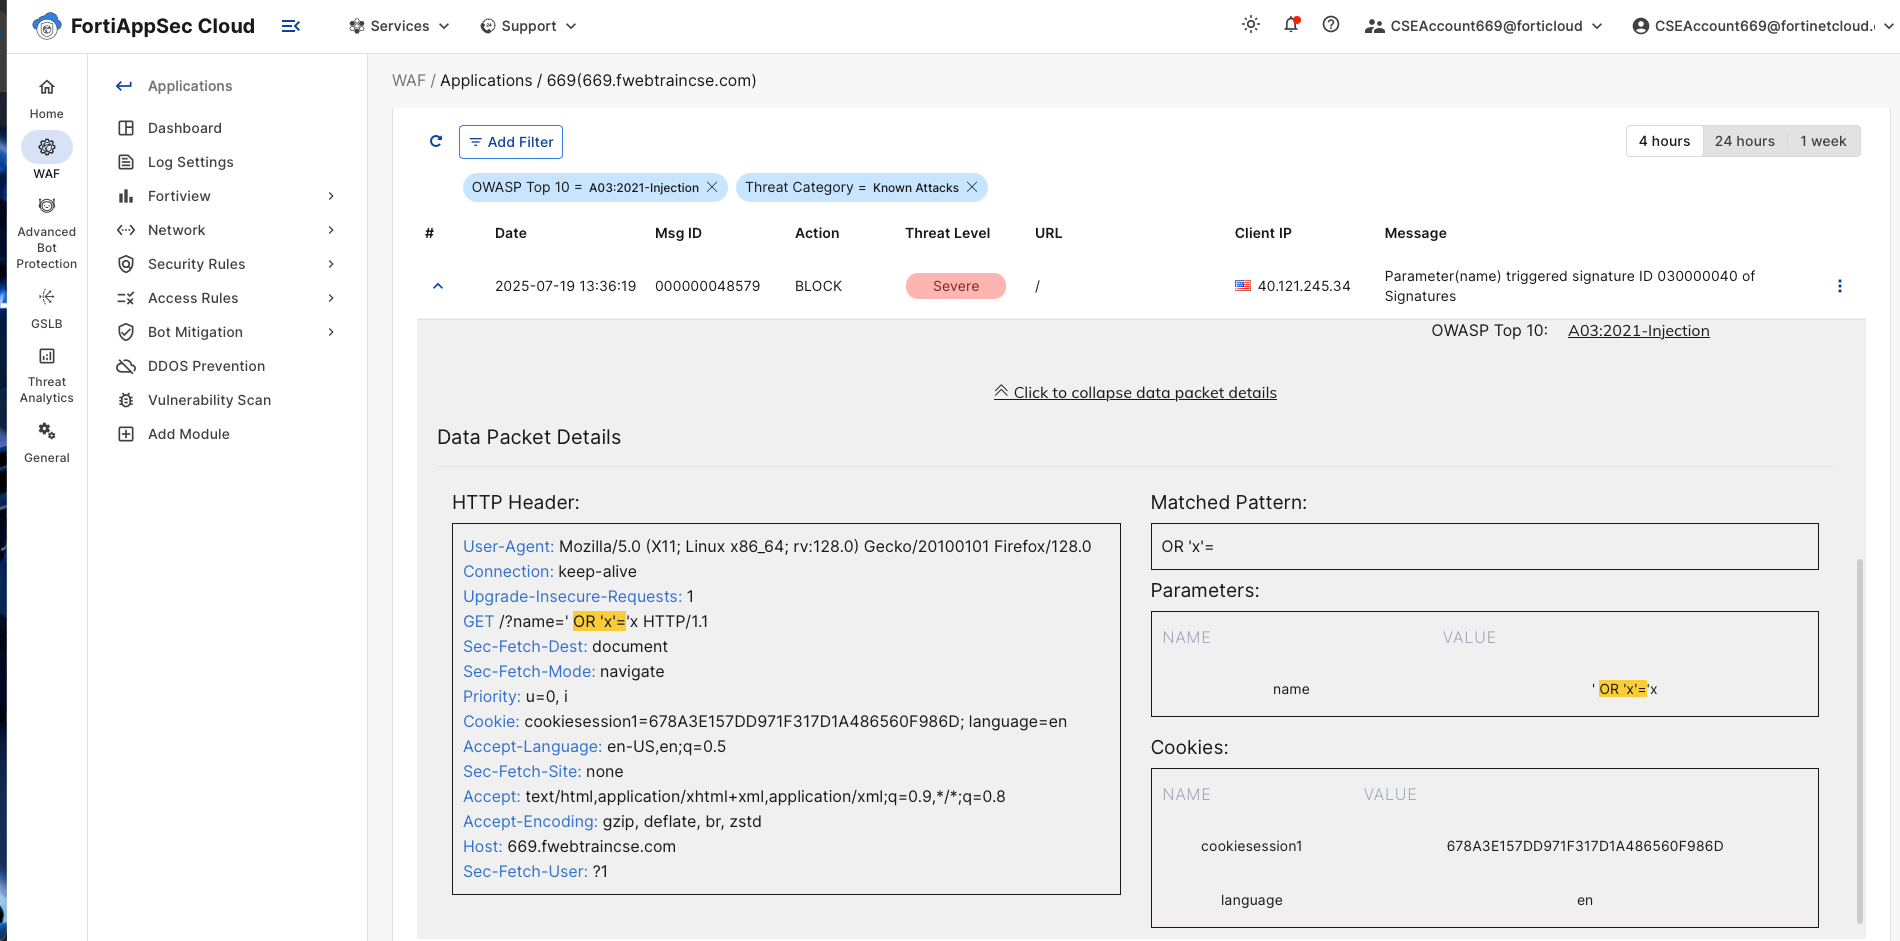 FortiAppSec Cloud
Services
Support
CSEAccount669@forticloud
CSEAccount669@fortinetcloud.
Home
WAF
Advanced
Bot
Protection
GSLB
Threat
Analytics
General
Applications
Dashboard
Log Settings
Fortiview
Network
Security Rules
Access Rules
Bot Mitigation
DDOS Prevention
Vulnerability Scan
Add Module
WAF / Applications / 669(669.fwebtraincse.com)
Add Filter
4 hours 24 hours 1 week
OWASP Top 10 = A03:2021-Injection Threat Category = Known Attacks
# Date Msg ID Action Threat Level URL Client IP Message
2025-07-19 13:36:19 000000048579 BLOCK Severe / 40.121.245.34 Parameter(name) triggered signature ID 030000040 of
Signatures
OWASP Top 10: A03:2021-Injection
Click to collapse data packet details
Data Packet Details
HTTP Header:
User-Agent: Mozilla/5.0 (X11; Linux x86_64; rv:128.0) Gecko/20100101 Firefox/128.0
Connection: keep-alive
Upgrade-Insecure-Requests: 1
GET /?name=' OR 'x'='x HTTP/1.1
Sec-Fetch-Dest: document
Sec-Fetch-Mode: navigate
Priority: u=0, i
Cookie: cookiesession1=678A3E157DD971F317D1A486560F986D; language=en
Accept-Language: en-US,en;q=0.5
Sec-Fetch-Site: none
Accept: text/html,application/xhtml+xml,application/xml;q=0.9,*/*;q=0.8
Accept-Encoding: gzip, deflate, br, zstd
Host: 669.fwebtraincse.com
Sec-Fetch-User: ?1
Matched Pattern:
OR 'x'=
Parameters:
NAME VALUE
name ' OR 'x'='x
Cookies:
NAME VALUE
cookiesession1 678A3E157DD971F317D1A486560F986D
language en